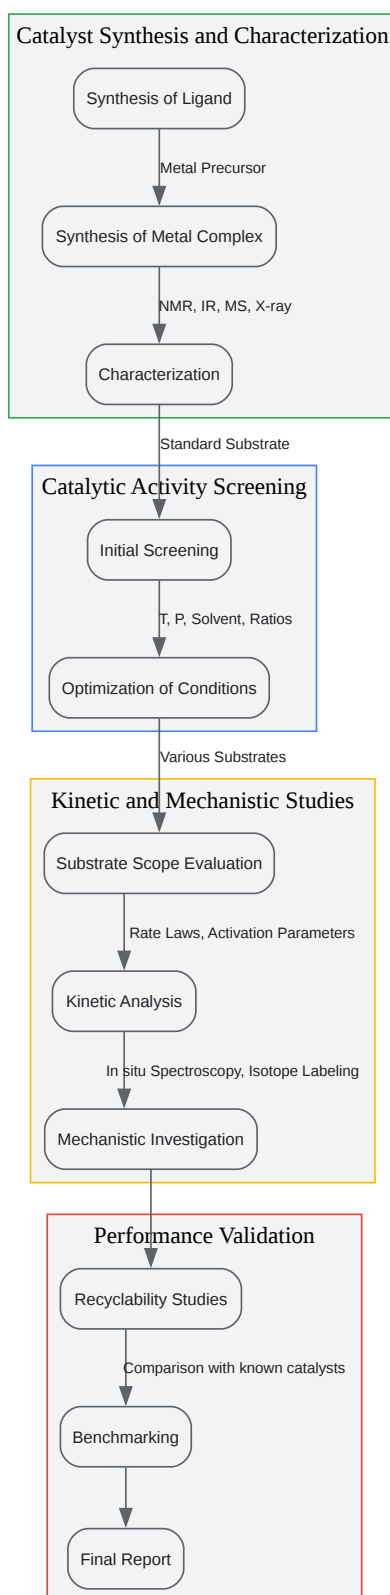 Catalyst Synthesis and Characterization
Synthesis of Ligand
Metal Precursor
Synthesis of Metal Complex
NMR, IR, MS, X-ray
Characterization
Standard Substrate
Catalytic Activity Screening
Initial Screening
T, P, Solvent, Ratios
Optimization of Conditions
Various Substrates
Kinetic and Mechanistic Studies
Substrate Scope Evaluation
Rate Laws, Activation Parameters
Kinetic Analysis
In situ Spectroscopy, Isotope Labeling
Mechanistic Investigation
Performance Validation
Recyclability Studies
Comparison with known catalysts
Benchmarking
Final Report